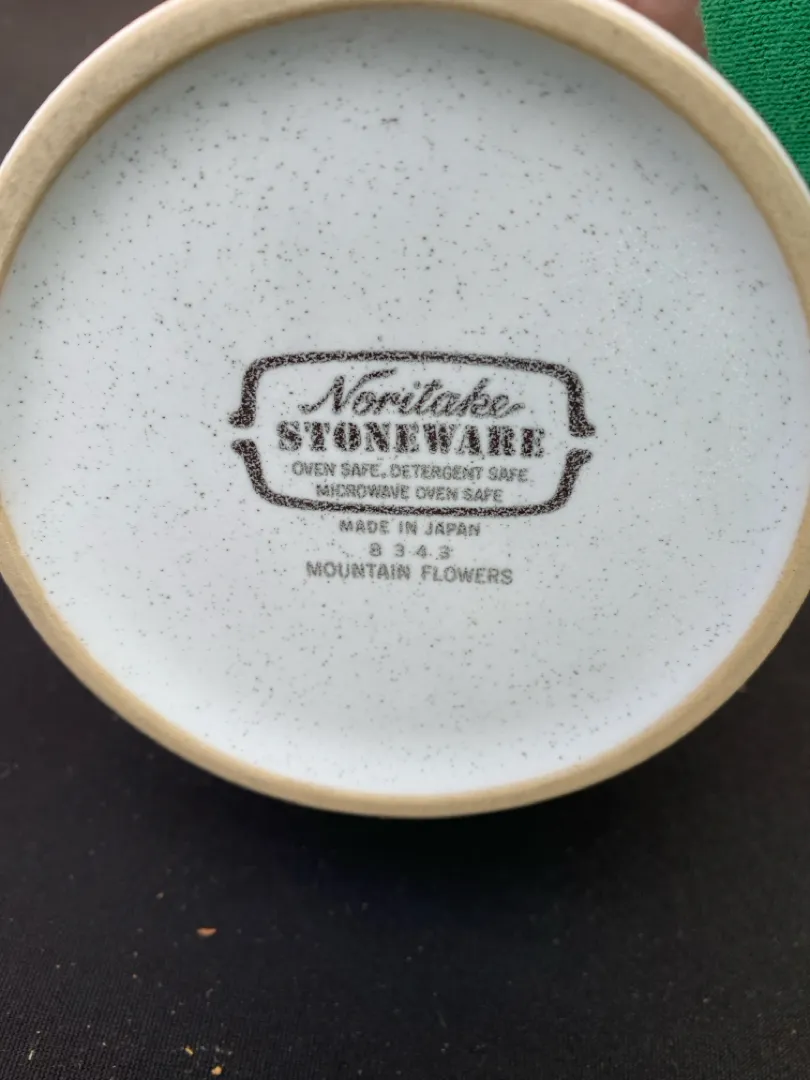 Noritake
STONEWARE
OVEN SAFE, DETERGENT SAFE
MICROWAVE OVEN SAFE
MADE IN JAPAN
8343
MOUNTAIN FLOWERS